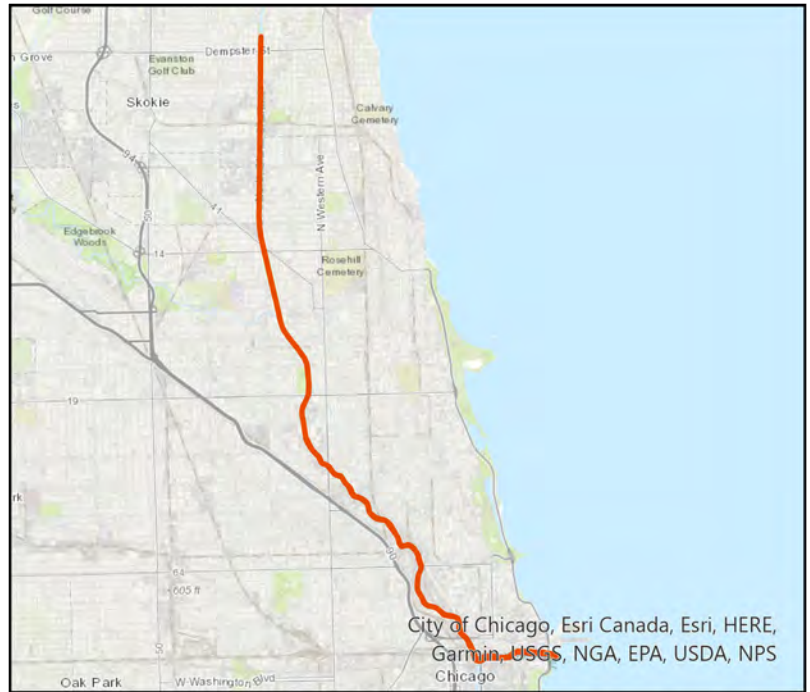 Golf Course
Dempster St
Grove
Evanston
Golf Club
Skokie
Calvary
Cemetery
94
N Western Ave
50
41
Edgebrook
Woods
14
Rosehill
Cemetery
19
90
64
605 ft
City of Chicago, Esri Canada, Esri, HERE,
Garmin, USGS, NGA, EPA, USDA, NPS
Chicago
50
Oak Park
W Washington Blvd